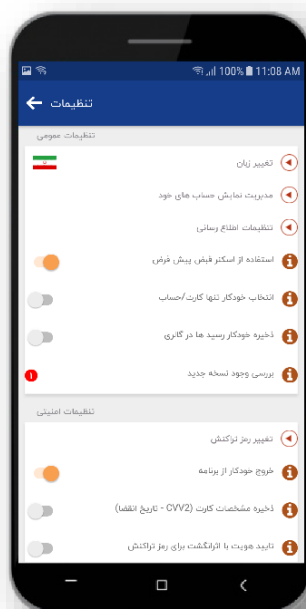 100% 11:08 AM
تنظیمات
تنظیمات عمومی
تغییر زبان
مدیریت نمایش حساب های خود
تنظیمات اطلاع رسانی
استفاده از اسکنر قبض پیش فرض
انتخاب خودکار تنها کارت/حساب
ذخیره خودکار رسید ها در گالری
بررسی وجود نسخه جدید
۱
تنظیمات امنیتی
تغییر رمز تراکنش
خروج خودکار از برنامه
ذخیره مشخصات کارت (CVV2 - تاریخ انقضا)
تایید هویت با اثرانگشت برای رمز تراکنش